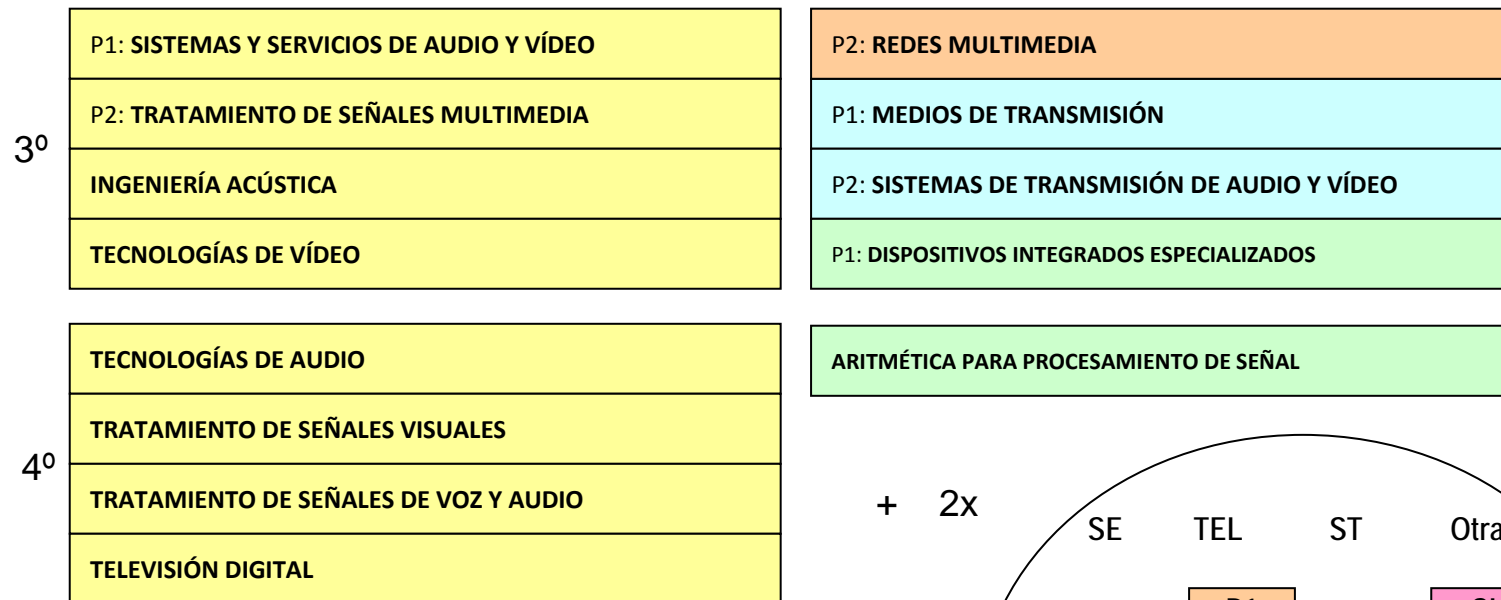 3º
P1: SISTEMAS Y SERVICIOS DE AUDIO Y VÍDEO
P2: TRATAMIENTO DE SEÑALES MULTIMEDIA
INGENIERÍA ACÚSTICA
TECNOLOGÍAS DE VÍDEO
P2: REDES MULTIMEDIA
P1: MEDIOS DE TRANSMISIÓN
P2: SISTEMAS DE TRANSMISIÓN DE AUDIO Y VÍDEO
P1: DISPOSITIVOS INTEGRADOS ESPECIALIZADOS
4º
TECNOLOGÍAS DE AUDIO
TRATAMIENTO DE SEÑALES VISUALES
TRATAMIENTO DE SEÑALES DE VOZ Y AUDIO
TELEVISIÓN DIGITAL
ARITMÉTICA PARA PROCESAMIENTO DE SEÑAL
+ 2x
SE TEL ST Otra